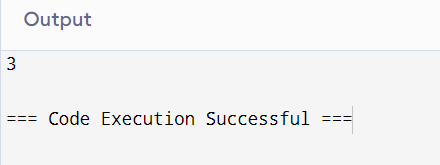 Output
3
=== Code Execution Successful ===